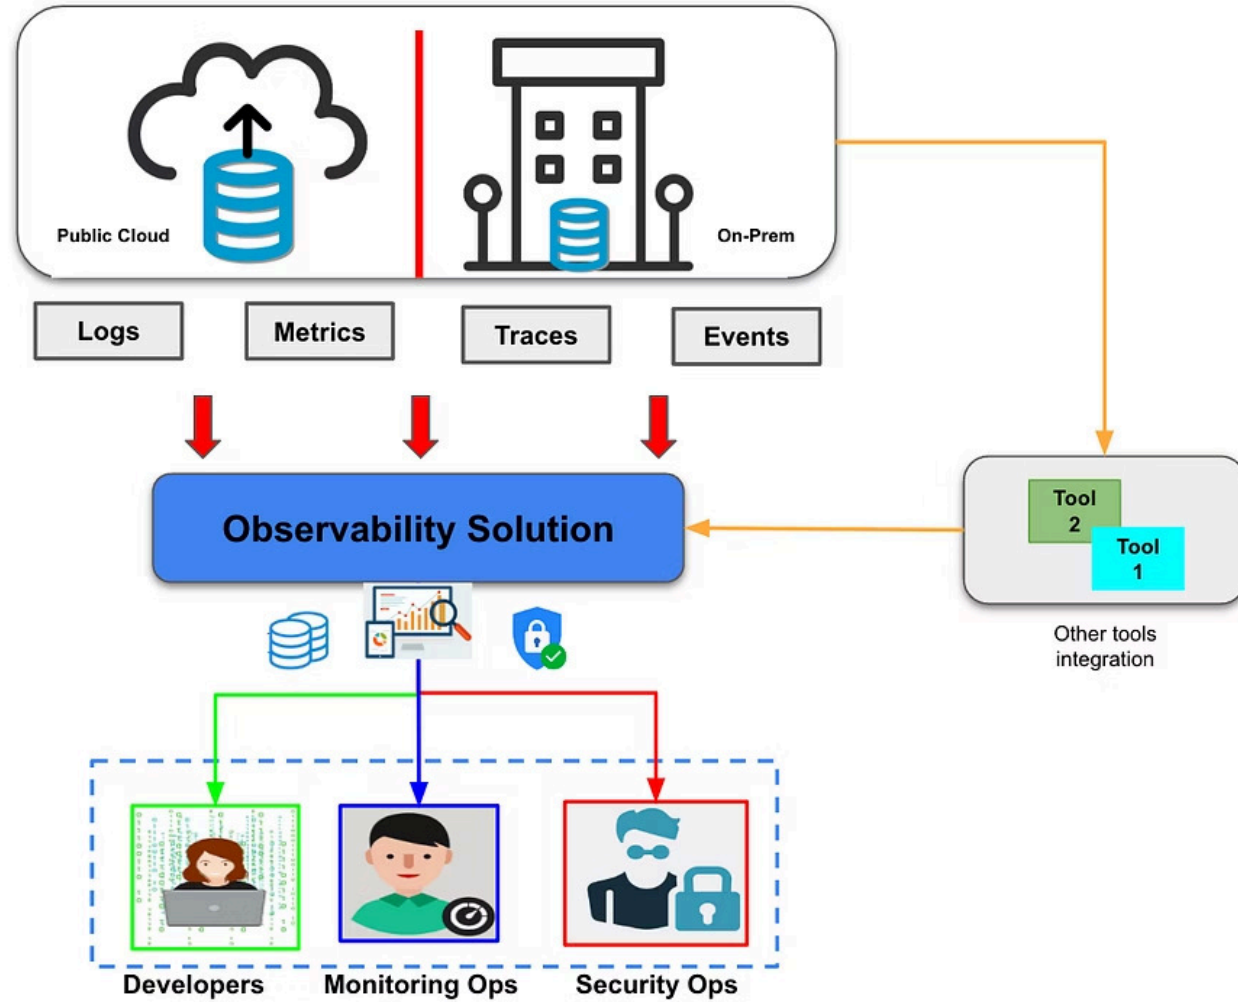 Public Cloud
On-Prem
Logs
Metrics
Traces
Events
Observability Solution
Tool
2
Tool
1
Other tools
integration
Developers
Monitoring Ops
Security Ops